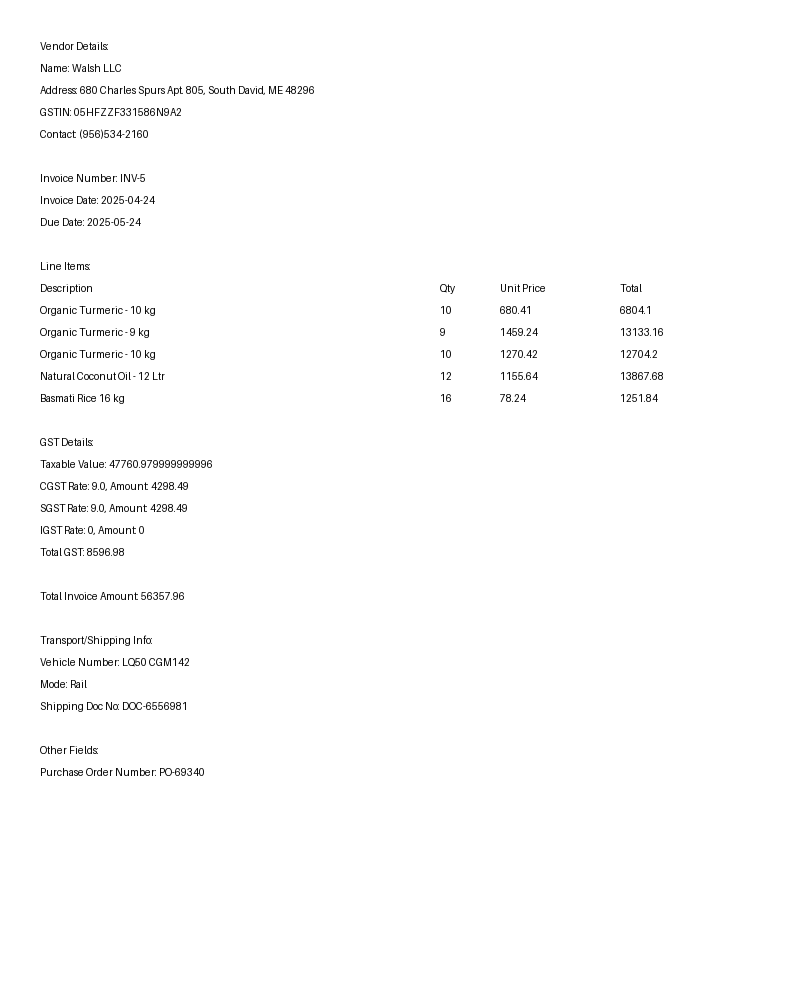 Vendor Details:
Name: Walsh LLC
Address: 680 Charles Spurs Apt. 805, South David, ME 48296
GSTIN: 05HFZZF331586N9A2
Contact: (956)534-2160
Invoice Number: INV-5
Invoice Date: 2025-04-24
Due Date: 2025-05-24
Line Items:
Description Qty Unit Price Total
Organic Turmeric - 10 kg 10 680.41 6804.1
Organic Turmeric - 9 kg 9 1459.24 13133.16
Organic Turmeric - 10 kg 10 1270.42 12704.2
Natural Coconut Oil - 12 Ltr 12 1155.64 13867.68
Basmati Rice 16 kg 16 78.24 1251.84
GST Details:
Taxable Value: 47760.979999999996
CGST Rate: 9.0, Amount: 4298.49
SGST Rate: 9.0, Amount: 4298.49
IGST Rate: 0, Amount: 0
Total GST: 8596.98
Total Invoice Amount: 56357.96
Transport/Shipping Info:
Vehicle Number: LQ50 CGM142
Mode: Rail
Shipping Doc No: DOC-6556981
Other Fields:
Purchase Order Number: PO-69340